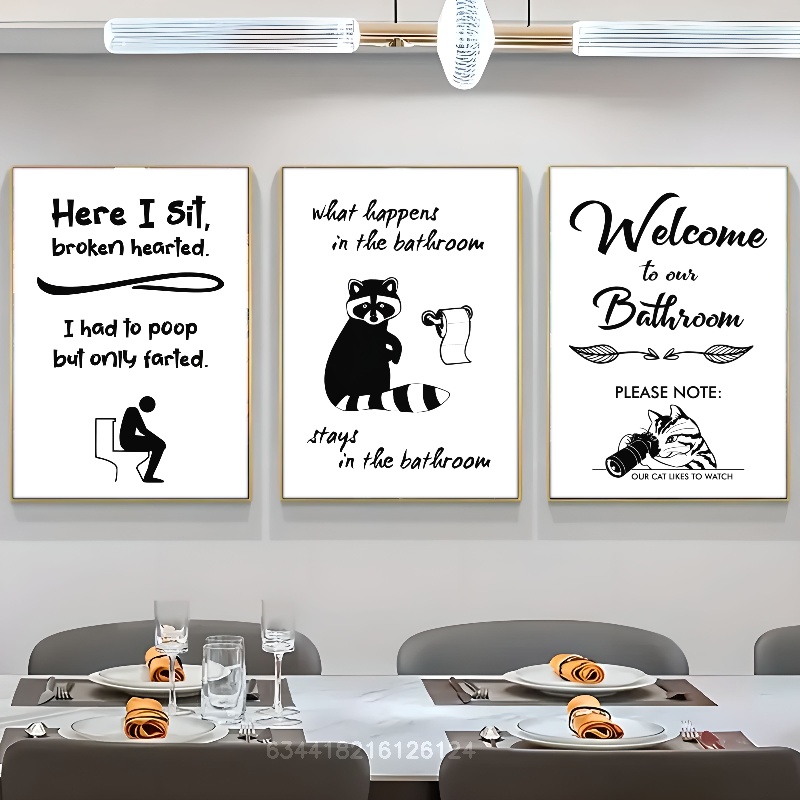 Here I sit,
broken hearted.
I had to poop
but only farted.
what happens
in the bathroom
stays
in the bathroom
Welcome
to our
Bathroom
PLEASE NOTE:
OUR CAT LIKES TO WATCH
634418216126124